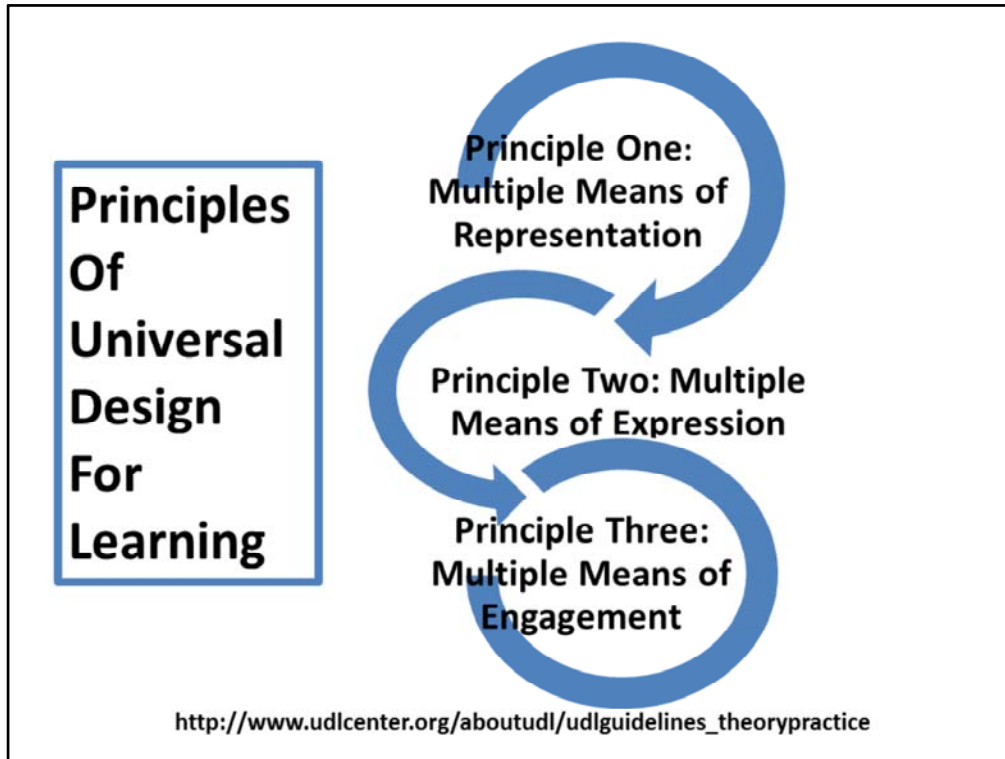 Principles
Of
Universal
Design
For
Learning
Principle One:
Multiple Means of
Representation
Principle Two: Multiple
Means of Expression
Principle Three:
Multiple Means of
Engagement
http://www.udlcenter.org/aboutudl/udlguidelines_theorypractice